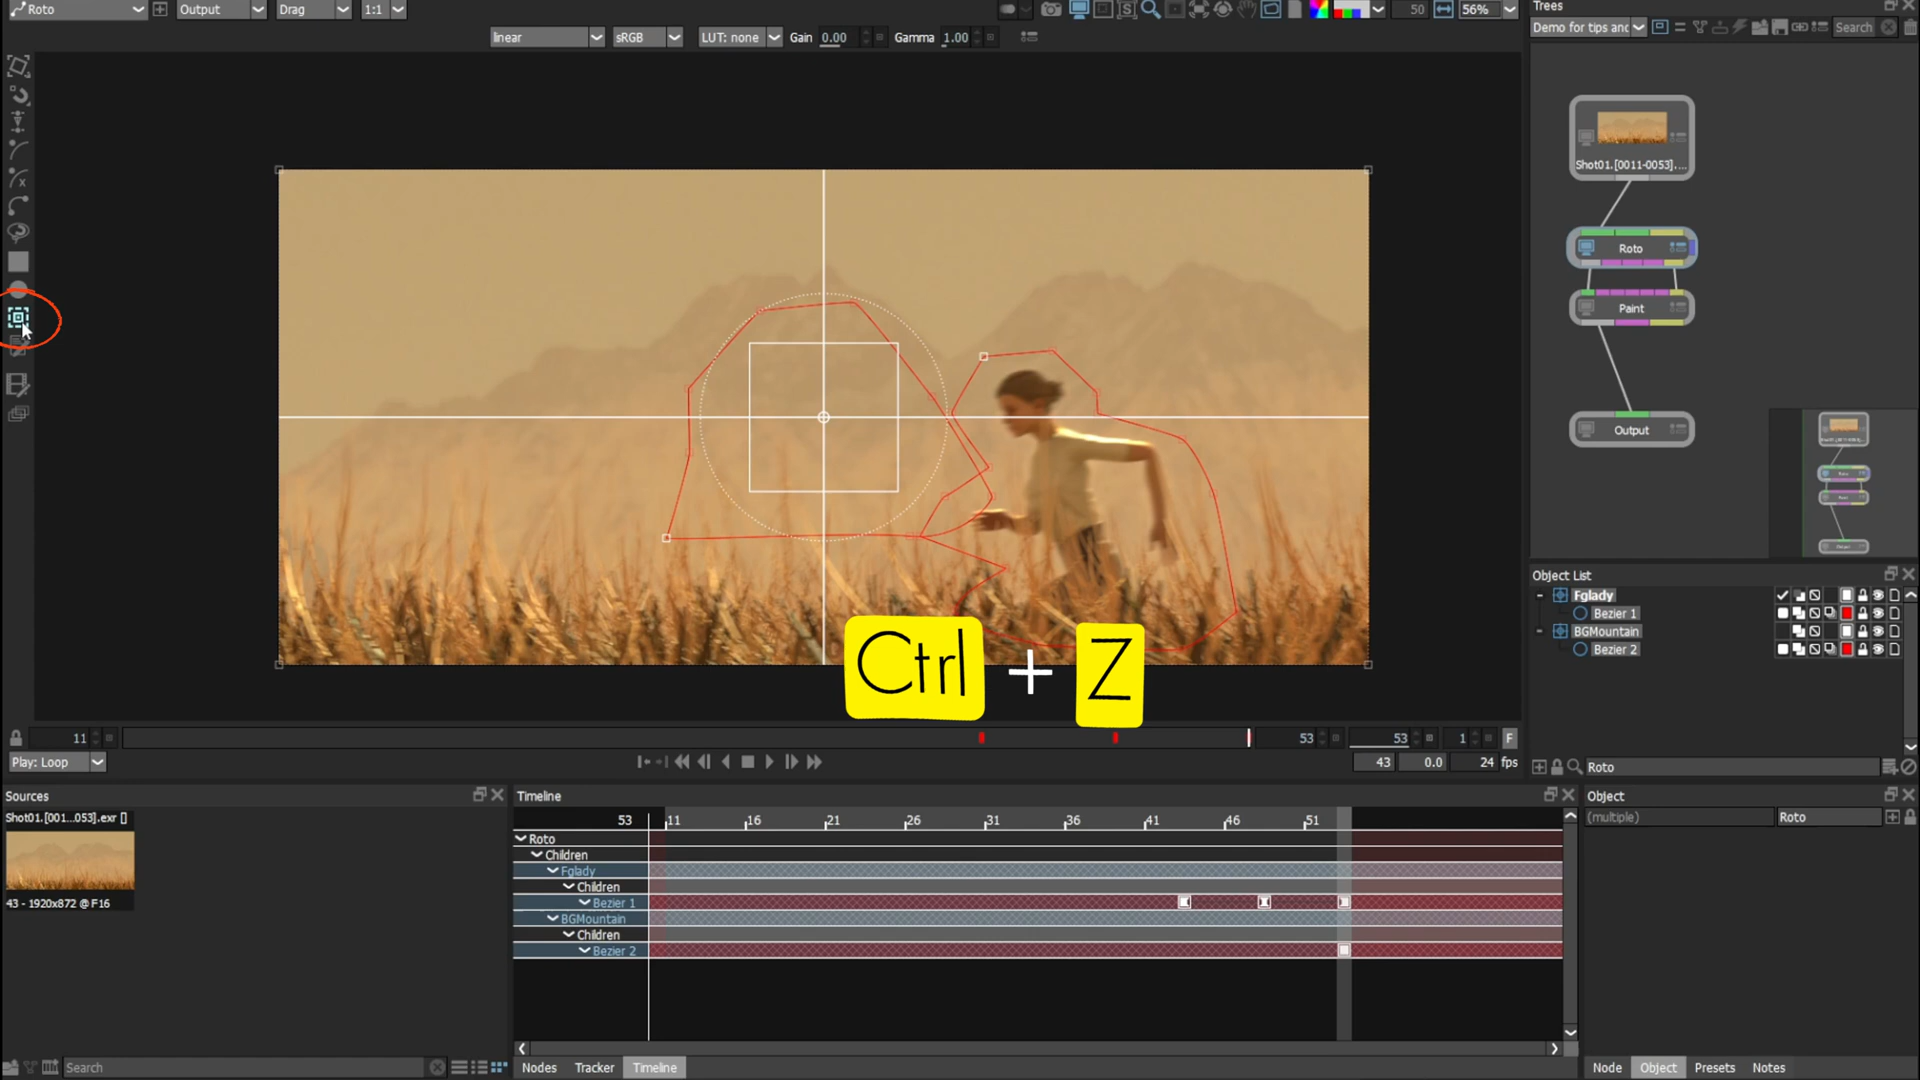 Roto
Output
Drag
1:1
50
56%
linear
sRGB
LUT: none
Gain 0.00
Gamma 1.00
Trees
Demo for tips and
Search
Shot01.[0011-0053]....
Roto
Paint
Output
Ctrl + Z
Object List
Fglady
Bezier 1
BGMountain
Bezier 2
Roto
11
53
53
1
F
Play: Loop
43
0.0
24 fps
Sources
Shot01.[001...053].exr []
43 - 1920x872 @ F16
Search
Timeline
53
11
16
21
26
31
36
41
46
51
Roto
Children
Fglady
Children
Bezier 1
BGMountain
Children
Bezier 2
Nodes
Tracker
Timeline
Object
(multiple)
Roto
Node
Object
Presets
Notes